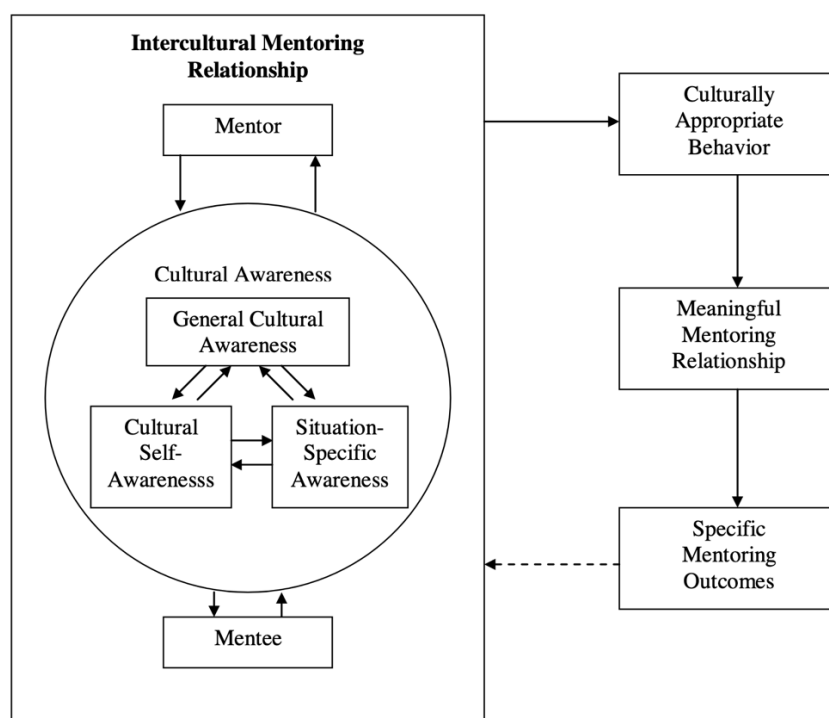 Intercultural Mentoring
Relationship
Mentor
Cultural Awareness
General Cultural
Awareness
Cultural
Self-
Awarenesss
Situation-
Specific
Awareness
Mentee
Culturally
Appropriate
Behavior
Meaningful
Mentoring
Relationship
Specific
Mentoring
Outcomes